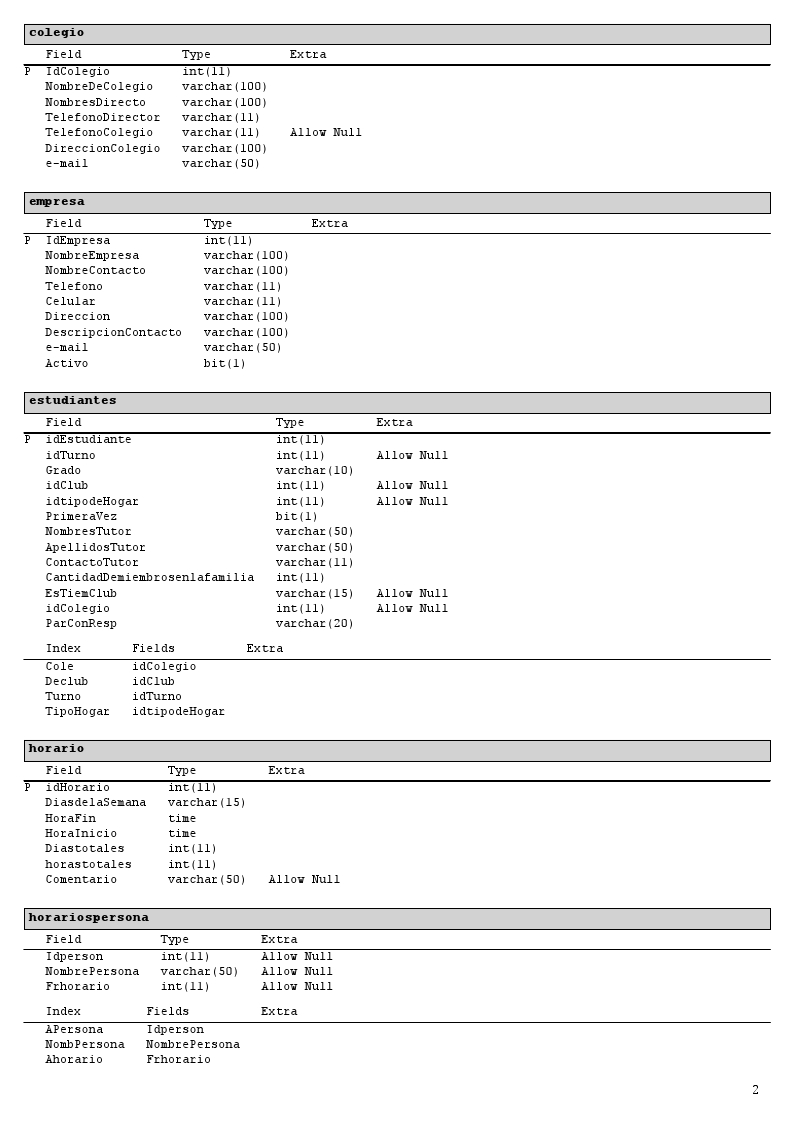 colegio
Field Type Extra
P IdColegio int(11)
NombreDeColegio varchar(100)
NombresDirecto varchar(100)
TelefonoDirector varchar(11)
TelefonoColegio varchar(11) Allow Null
DireccionColegio varchar(100)
e-mail varchar(50)
empresa
Field Type Extra
P IdEmpresa int(11)
NombreEmpresa varchar(100)
NombreContacto varchar(100)
Telefono varchar(11)
Celular varchar(11)
Direccion varchar(100)
DescripcionContacto varchar(100)
e-mail varchar(50)
Activo bit(1)
estudiantes
Field Type Extra
P idEstudiante int(11)
idTurno int(11) Allow Null
Grado varchar(10)
idClub int(11) Allow Null
idtipodeHogar int(11) Allow Null
PrimeraVez bit(1)
NombresTutor varchar(50)
ApellidosTutor varchar(50)
ContactoTutor varchar(11)
CantidadDemiembrosenlafamilia int(11)
EsTiemClub varchar(15) Allow Null
idColegio int(11) Allow Null
ParConResp varchar(20)
Index Fields Extra
Cole idColegio
Declub idClub
Turno idTurno
TipoHogar idtipodeHogar
horario
Field Type Extra
P idHorario int(11)
DiasdelaSemana varchar(15)
HoraFin time
HoraInicio time
Diastotales int(11)
horastotales int(11)
Comentario varchar(50) Allow Null
horariospersona
Field Type Extra
Idperson int(11) Allow Null
NombrePersona varchar(50) Allow Null
Frhorario int(11) Allow Null
Index Fields Extra
APersona Idperson
NombPersona NombrePersona
Ahorario Frhorario
2